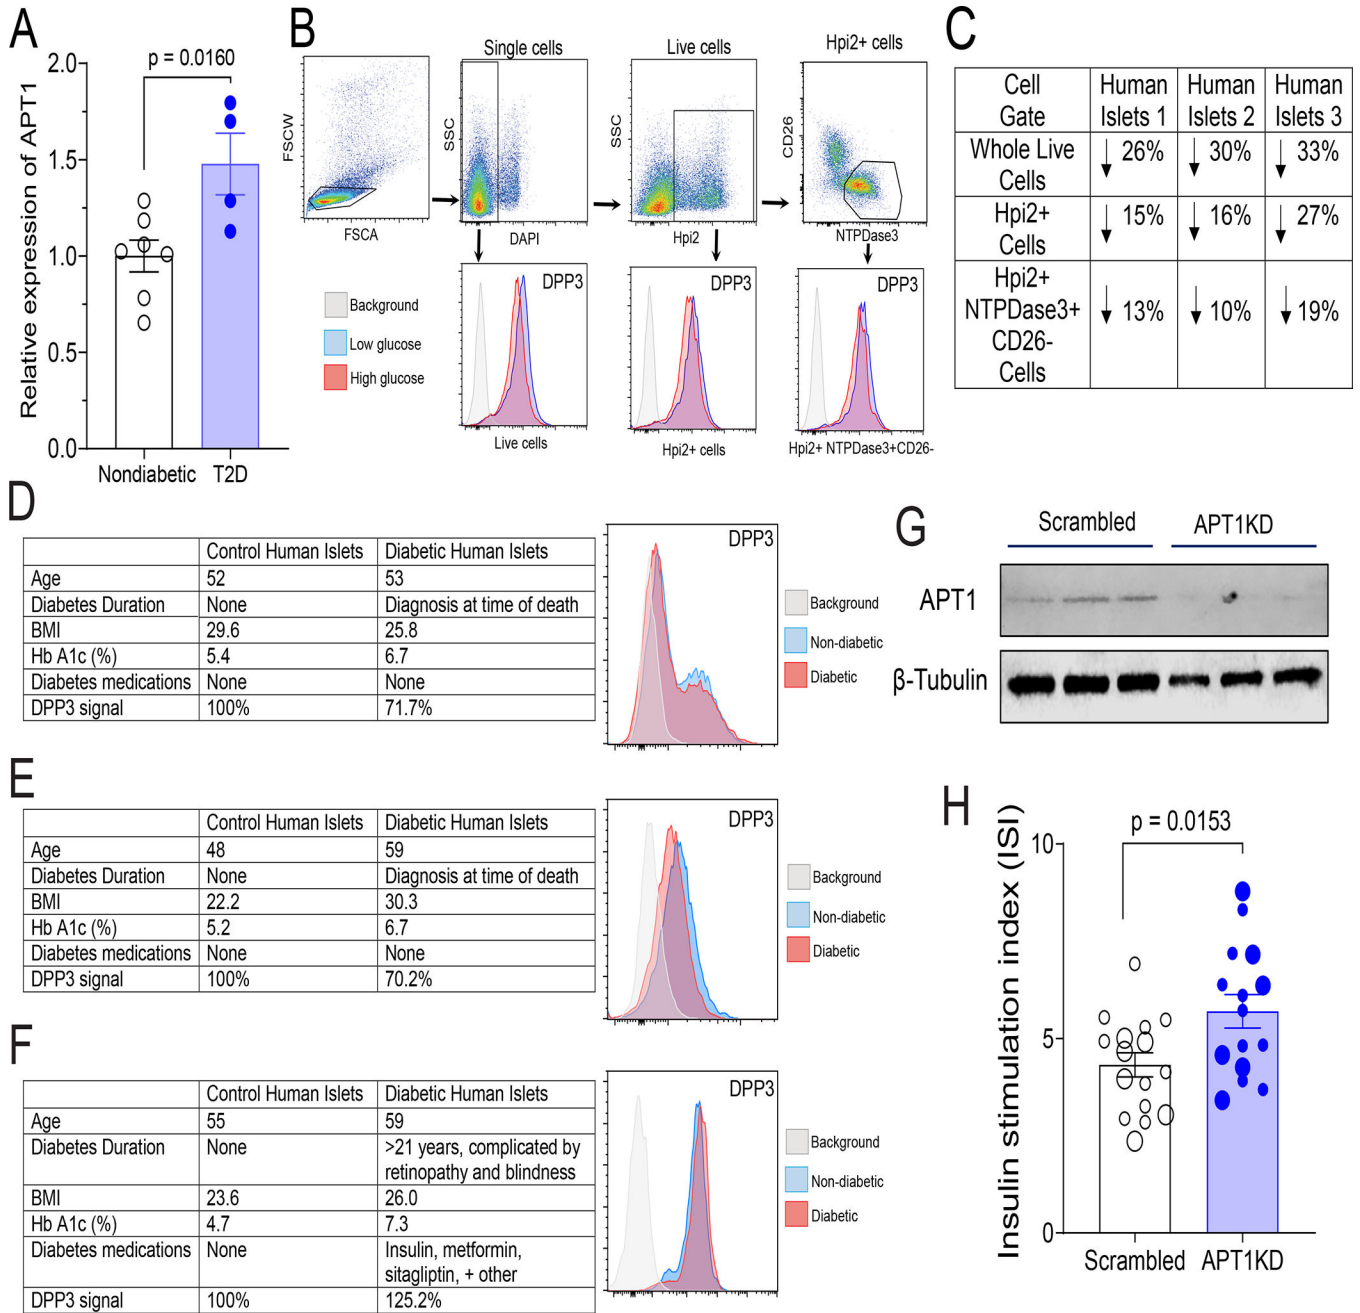 A
Relative expression of APT1
p = 0.0160
2.0
1.5
1.0
0.5
0.0
Nondiabetic
T2D
B
Single cells
Live cells
Hpi2+ cells
FSCW
FSCA
SSC
DAPI
SSC
Hpi2
CD26
NTPDase3
Background
Low glucose
High glucose
DPP3
Live cells
DPP3
Hpi2+ cells
DPP3
Hpi2+ NTPDase3+CD26-
C
Cell Gate
Human Islets 1
Human Islets 2
Human Islets 3
Whole Live Cells
↓ 26%
↓ 30%
↓ 33%
Hpi2+ Cells
↓ 15%
↓ 16%
↓ 27%
Hpi2+ NTPDase3+ CD26- Cells
↓ 13%
↓ 10%
↓ 19%
D
Control Human Islets Diabetic Human Islets
Age 52 53
Diabetes Duration None Diagnosis at time of death
BMI 29.6 25.8
Hb A1c (%) 5.4 6.7
Diabetes medications None None
DPP3 signal 100% 71.7%
DPP3
Background
Non-diabetic
Diabetic
E
Control Human Islets Diabetic Human Islets
Age 48 59
Diabetes Duration None Diagnosis at time of death
BMI 22.2 30.3
Hb A1c (%) 5.2 6.7
Diabetes medications None None
DPP3 signal 100% 70.2%
DPP3
Background
Non-diabetic
Diabetic
F
Control Human Islets Diabetic Human Islets
Age 55 59
Diabetes Duration None >21 years, complicated by
retinopathy and blindness
BMI 23.6 26.0
Hb A1c (%) 4.7 7.3
Diabetes medications None Insulin, metformin,
sitagliptin, + other
DPP3 signal 100% 125.2%
DPP3
Background
Non-diabetic
Diabetic
G
Scrambled
APT1KD
APT1
β-Tubulin
H
Insulin stimulation index (ISI)
p = 0.0153
10
5
0
Scrambled
APT1KD